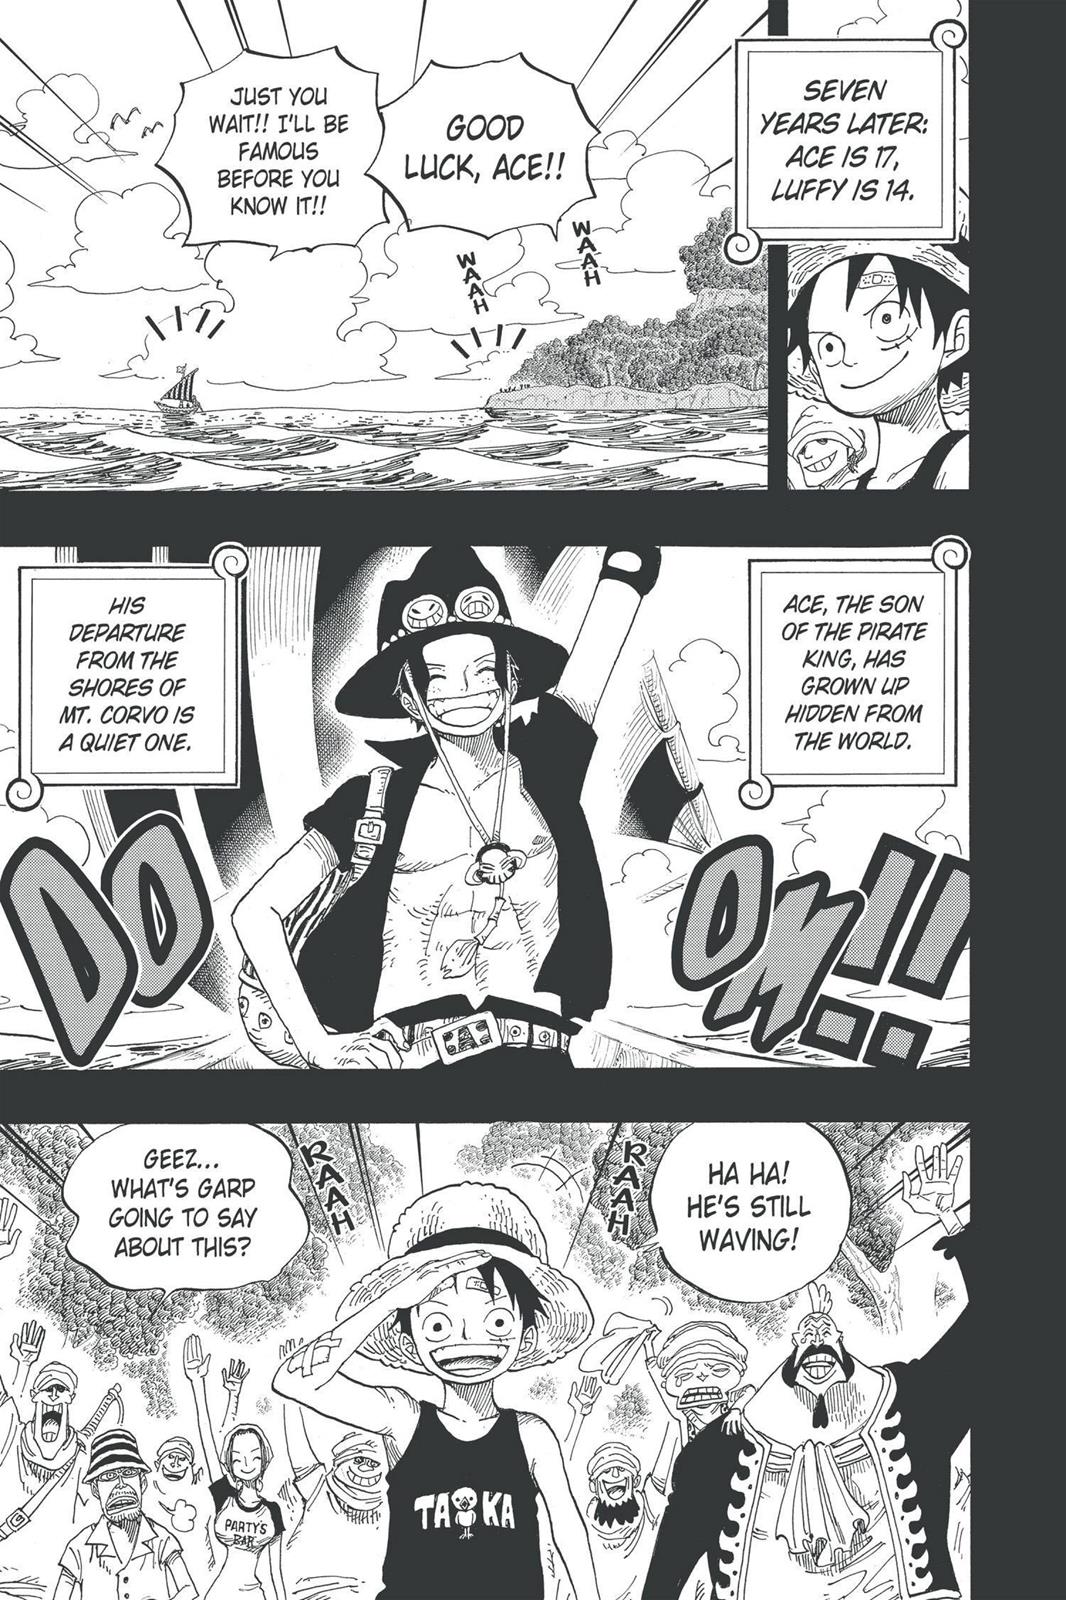 SEVEN
YEARS LATER:
ACE IS 17,
LUFFY IS 14.
GOOD
LUCK, ACE!!
JUST YOU
WAIT!! I'LL BE
FAMOUS
BEFORE YOU
KNOW IT!!
WAAH
WAAH
ACE, THE SON
OF THE PIRATE
KING, HAS
GROWN UP
HIDDEN FROM
THE WORLD.
HIS
DEPARTURE
FROM THE
SHORES OF
MT. CORVO IS
A QUIET ONE.
A
DOOM!!
HA HA!
HE'S STILL
WAVING!
RAAH
RAAH
GEEZ...
WHAT'S GARP
GOING TO SAY
ABOUT THIS?
TAKA
PARTY'S
BAR